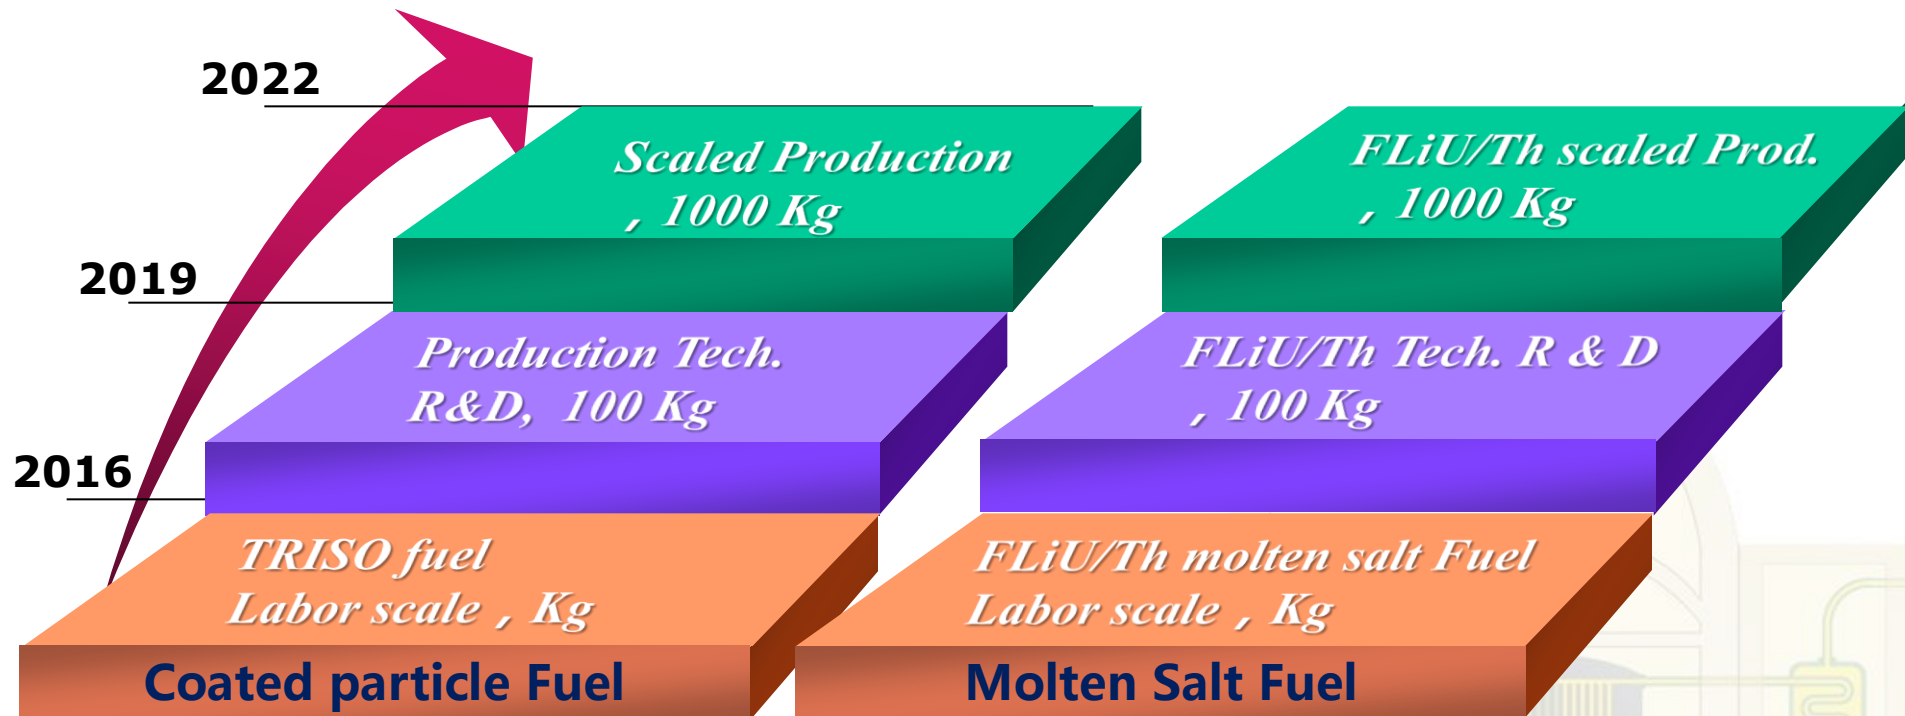 2022
Scaled Production
, 1000 Kg
FLiU/Th scaled Prod.
, 1000 Kg
2019
Production Tech.
R&D, 100 Kg
FLiU/Th Tech. R & D
, 100 Kg
2016
TRISO fuel
Labor scale , Kg
FLiU/Th molten salt Fuel
Labor scale , Kg
Coated particle Fuel
Molten Salt Fuel